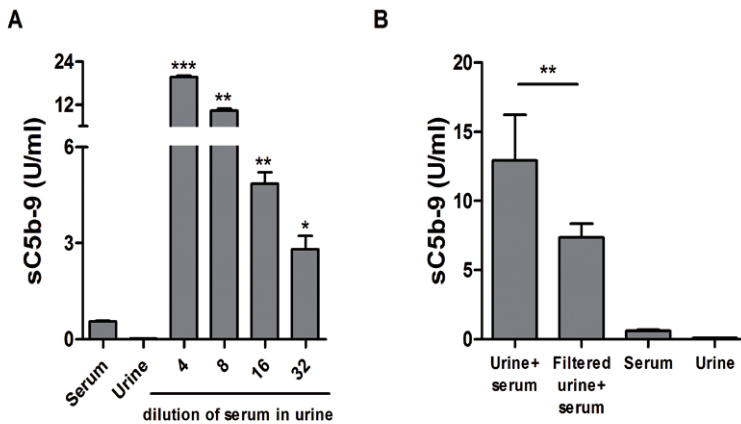 A
sC5b-9 (U/ml)
24
12
6
3
0
***
**
**
*
Serum
Urine
4
8
16
32
dilution of serum in urine
B
sC5b-9 (U/ml)
20
15
10
5
0
**
Urine+
serum
Filtered
urine+
serum
Serum
Urine